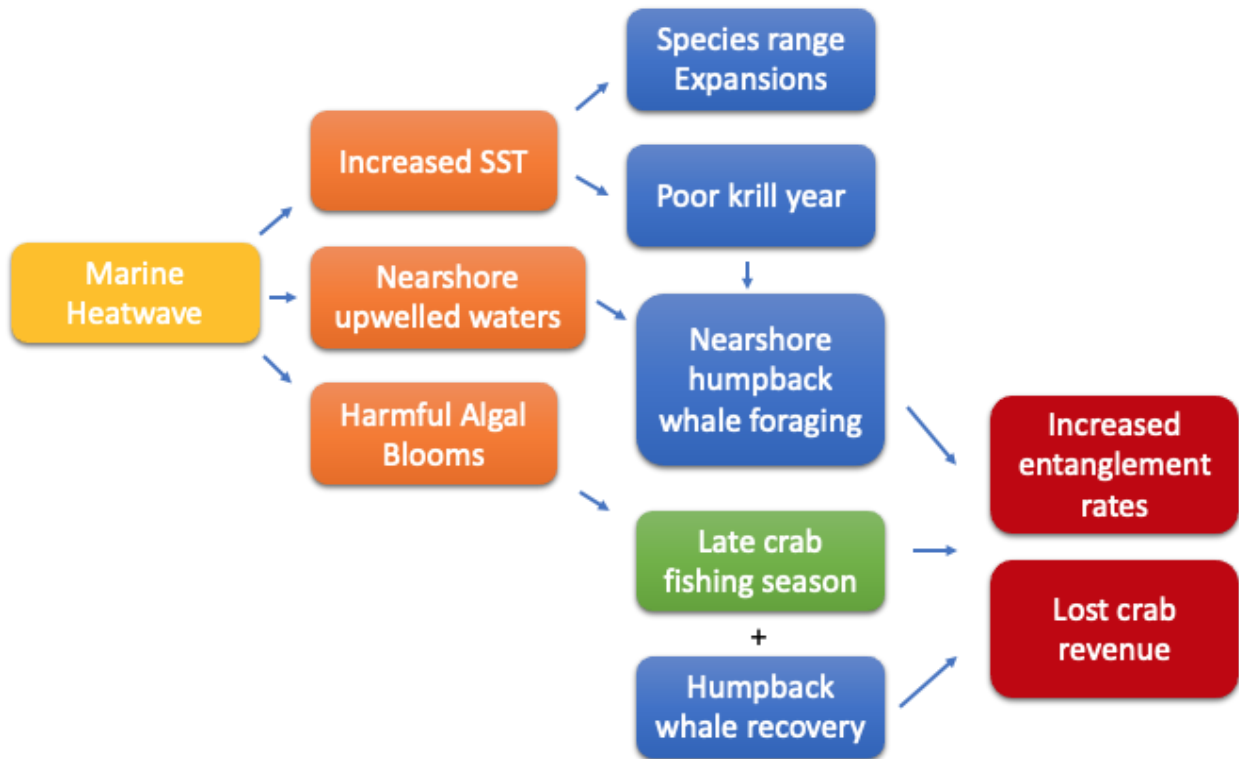 Species range
Expansions
Increased SST
Poor krill year
Marine
Heatwave
Nearshore
upwelled waters
Nearshore
humpback
whale foraging
Harmful Algal
Blooms
Increased
entanglement
rates
Late crab
fishing season
+
Lost crab
revenue
Humpback
whale recovery